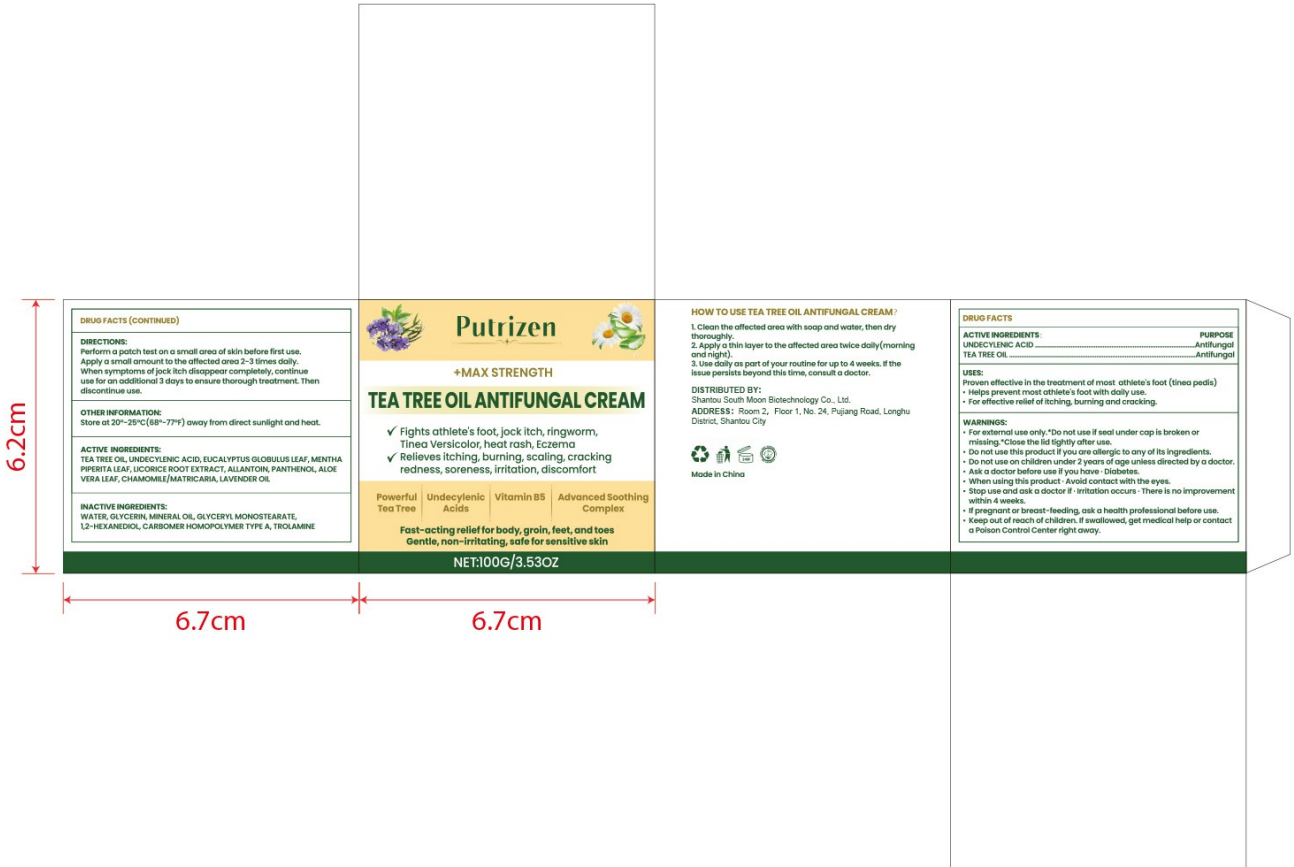 DRUG FACTS (CONTINUED)
DIRECTIONS:
Perform a patch test on a small area of skin before first use.
Apply a small amount to the affected area 2-3 times daily.
When symptoms of jock itch disappear completely, continue
use for an additional 3 days to ensure thorough treatment. Then
discontinue use.
OTHER INFORMATION:
Store at 20°-25°C(68°-77°F) away from direct sunlight and heat.
ACTIVE INGREDIENTS:
TEA TREE OIL, UNDECYLENIC ACID, EUCALYPTUS GLOBULUS LEAF, MENTHA
PIPERITA LEAF, LICORICE ROOT EXTRACT, ALLANTOIN, PANTHENOL, ALOE
VERA LEAF, CHAMOMILE/MATRICARIA, LAVENDER OIL
INACTIVE INGREDIENTS:
WATER, GLYCERIN, MINERAL OIL, GLYCERYL MONOSTEARATE,
1,2-HEXANEDIOL, CARBOMER HOMOPOLYMER TYPE A, TROLAMINE
Putrizen
+MAX STRENGTH
TEA TREE OIL ANTIFUNGAL CREAM
✓ Fights athlete's foot, jock itch, ringworm,
Tinea Versicolor, heat rash, Eczema
✓ Relieves itching, burning, scaling, cracking
redness, soreness, irritation, discomfort
Powerful
Tea Tree
Undecylenic
Acids
Vitamin B5
Advanced Soothing
Complex
Fast-acting relief for body, groin, feet, and toes
Gentle, non-irritating, safe for sensitive skin
NET:100G/3.53OZ
HOW TO USE TEA TREE OIL ANTIFUNGAL CREAM?
1. Clean the affected area with soap and water, then dry
thoroughly.
2. Apply a thin layer to the affected area twice daily(morning
and night).
3. Use daily as part of your routine for up to 4 weeks. If the
issue persists beyond this time, consult a doctor.
DISTRIBUTED BY:
Shantou South Moon Biotechnology Co., Ltd.
ADDRESS: Room 2, Floor 1, No. 24, Pujiang Road, Longhu
District, Shantou City
Made in China
DRUG FACTS
ACTIVE INGREDIENTS: PURPOSE
UNDECYLENIC ACID ........ Antifungal
TEA TREE OIL ........ Antifungal
USES:
Proven effective in the treatment of most athlete's foot (tinea pedis)
• Helps prevent most athlete's foot with daily use.
• For effective relief of itching, burning and cracking.
WARNINGS:
• For external use only.*Do not use if seal under cap is broken or
missing.*Close the lid tightly after use.
• Do not use this product if you are allergic to any of its ingredients.
• Do not use on children under 2 years of age unless directed by a doctor.
• Ask a doctor before use if you have · Diabetes.
• When using this product · Avoid contact with the eyes.
• Stop use and ask a doctor if · Irritation occurs · There is no improvement
within 4 weeks.
• If pregnant or breast-feeding, ask a health professional before use.
• Keep out of reach of children. If swallowed, get medical help or contact
a Poison Control Center right away.
6.2cm
6.7cm
6.7cm